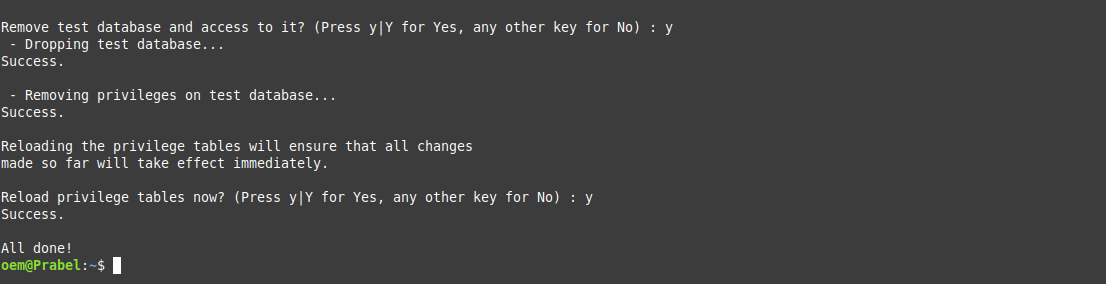 Remove test database and access to it? (Press y|Y for Yes, any other key for No) : y
 - Dropping test database...
Success.

 - Removing privileges on test database...
Success.

Reloading the privilege tables will ensure that all changes
made so far will take effect immediately.

Reload privilege tables now? (Press y|Y for Yes, any other key for No) : y
Success.

All done!
oem@Prabel:~$